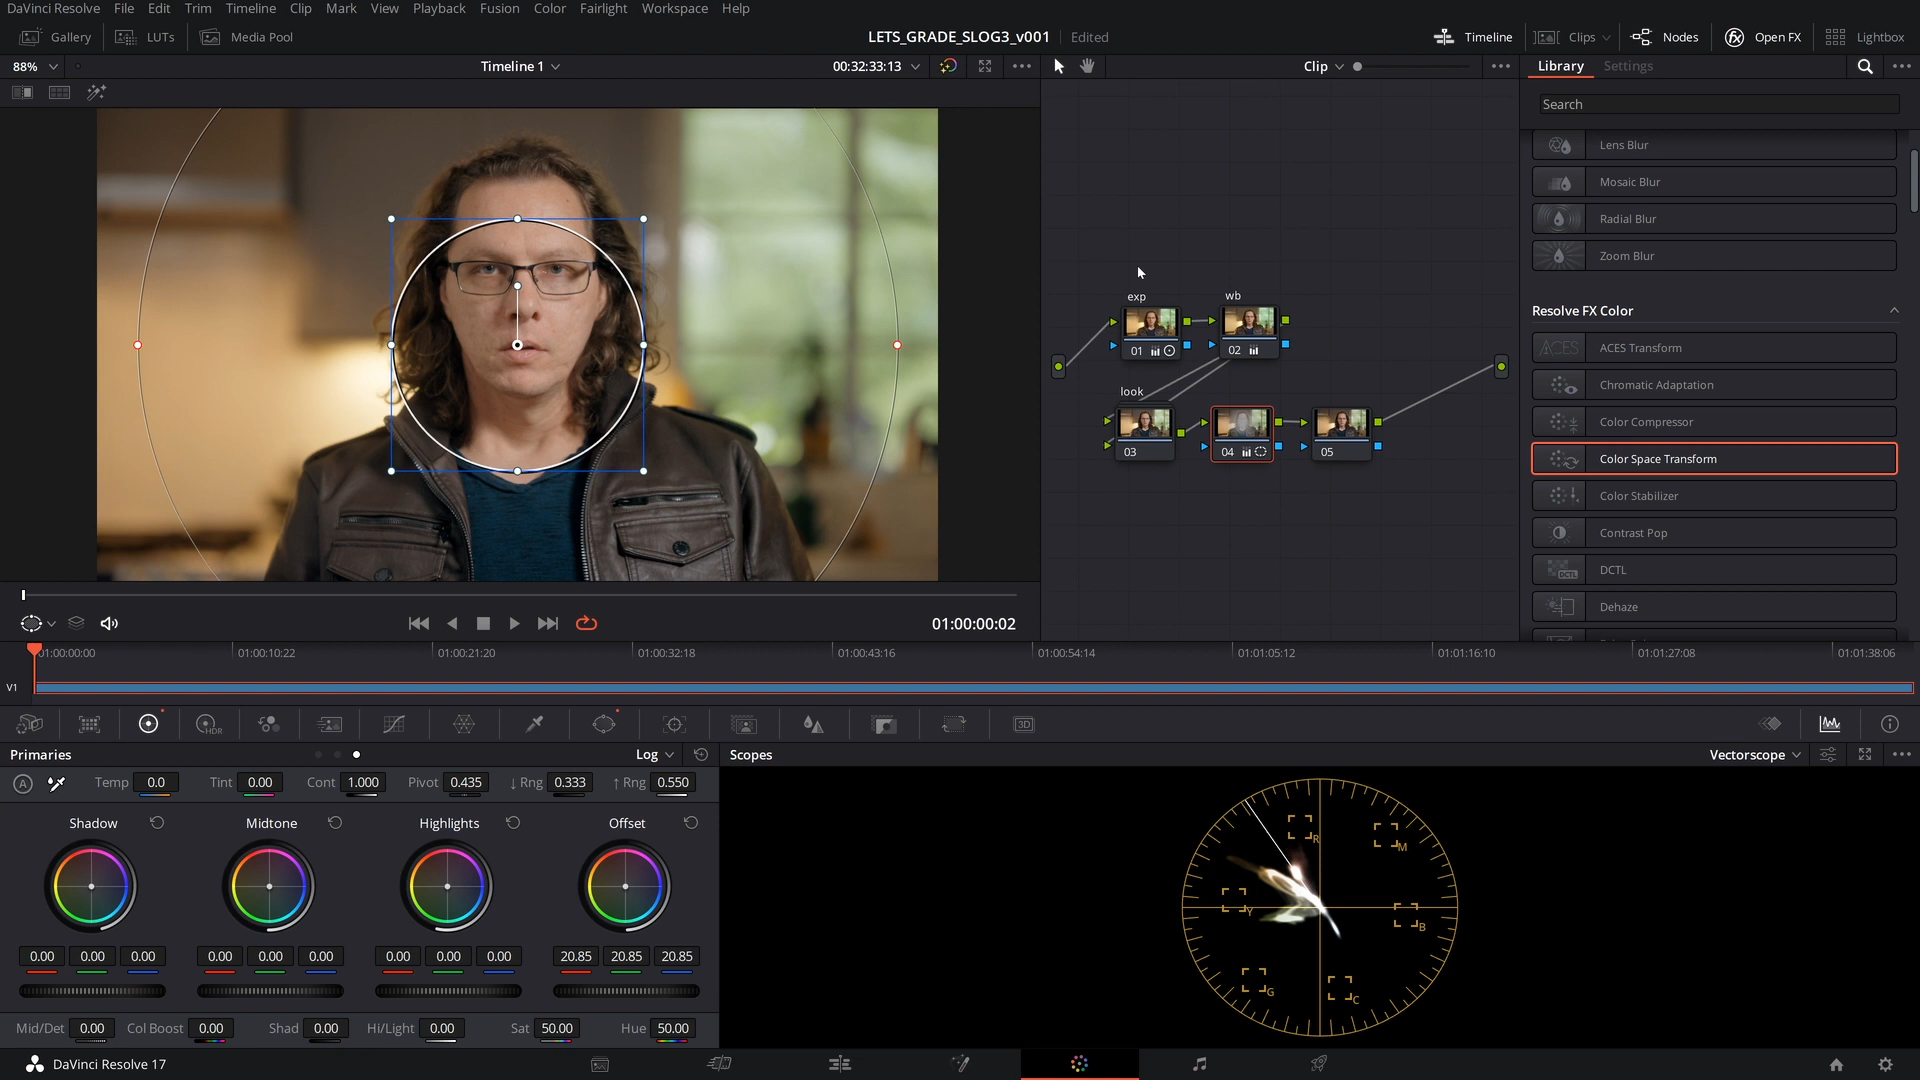 DaVinci Resolve File Edit Trim Timeline Clip Mark View Playback Fusion Color Fairlight Workspace Help
Gallery LUTs Media Pool LETS_GRADE_SLOG3_v001 Edited Timeline Clips Nodes Open FX Lightbox
88% Timeline 1 00:32:33:13 Clip Library Settings
Search
Lens Blur
Mosaic Blur
Radial Blur
Zoom Blur
Resolve FX Color
ACES Transform
Chromatic Adaptation
Color Compressor
Color Space Transform
Color Stabilizer
Contrast Pop
DCTL
Dehaze
exp wb
01 02
look
03 04 05
01:00:00:02
01:00:00:00 01:00:10:22 01:00:21:20 01:00:32:18 01:00:43:16 01:00:54:14 01:01:05:12 01:01:16:10 01:01:27:08 01:01:38:06
V1
HDR 3D
Primaries Log Scopes Vectorscope
A Temp 0.0 Tint 0.00 Cont 1.000 Pivot 0.435 ↓ Rng 0.333 ↑ Rng 0.550
Shadow Midtone Highlights Offset
0.00 0.00 0.00 0.00 0.00 0.00 0.00 0.00 0.00 20.85 20.85 20.85
Mid/Det 0.00 Col Boost 0.00 Shad 0.00 Hi/Light 0.00 Sat 50.00 Hue 50.00
R
M
Y
B
G
C
DaVinci Resolve 17